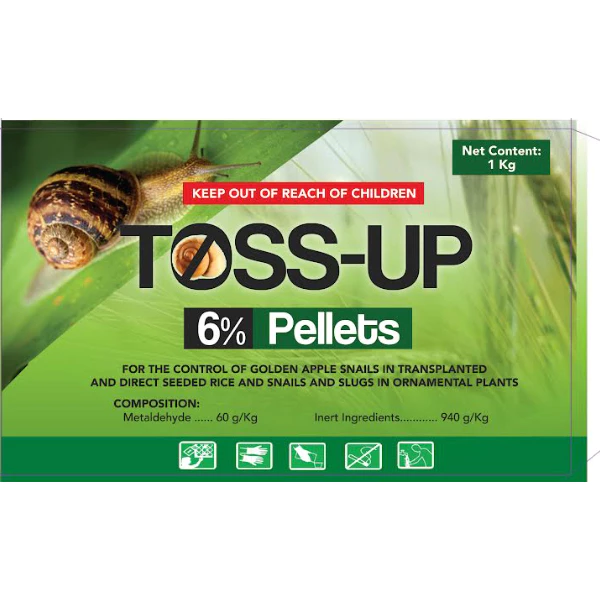 Net Content:
1 Kg
KEEP OUT OF REACH OF CHILDREN
TOSS-UP
6% Pellets
FOR THE CONTROL OF GOLDEN APPLE SNAILS IN TRANSPLANTED
AND DIRECT SEEDED RICE AND SNAILS AND SLUGS IN ORNAMENTAL PLANTS
COMPOSITION:
Metaldehyde ...... 60 g/Kg Inert Ingredients............ 940 g/Kg